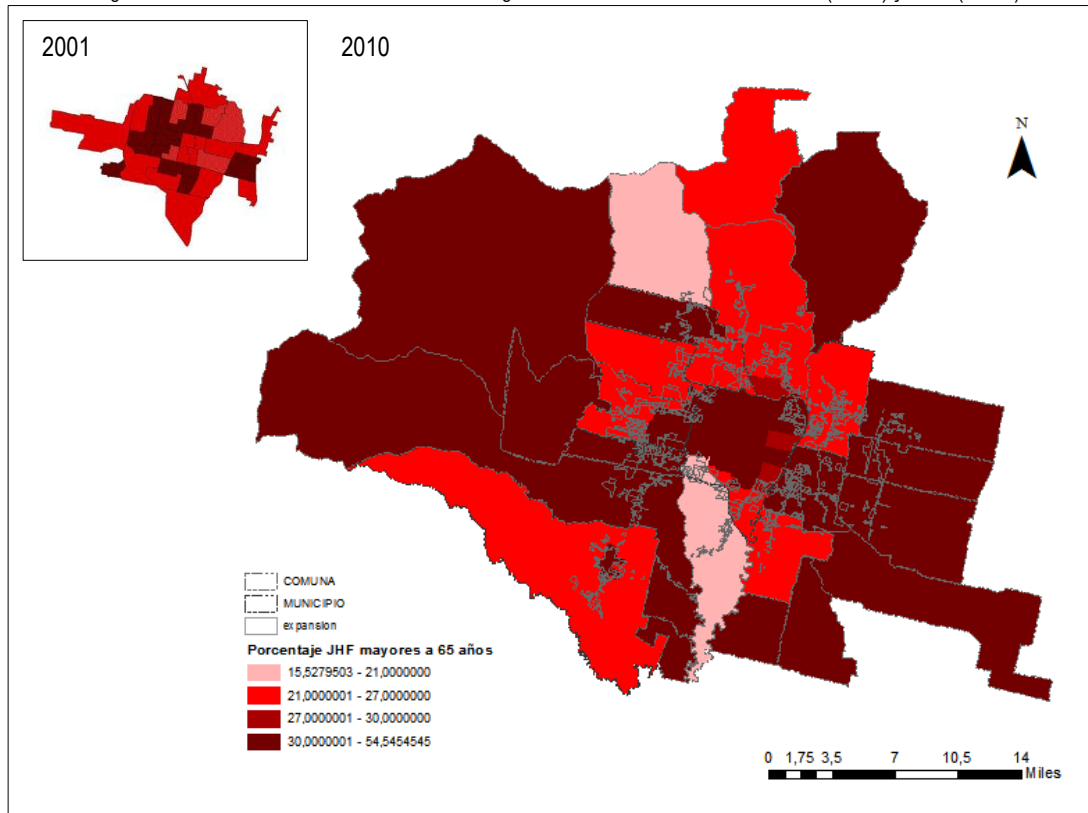 2001
2010
N
COMUNA
MUNICIPIO
expansion
Porcentaje JHF mayores a 65 años
15,5279503 - 21,0000000
21,0000001 - 27,0000000
27,0000001 - 30,0000000
30,0000001 - 54,5454545
0 1,75 3,5 7 10,5 14
Miles